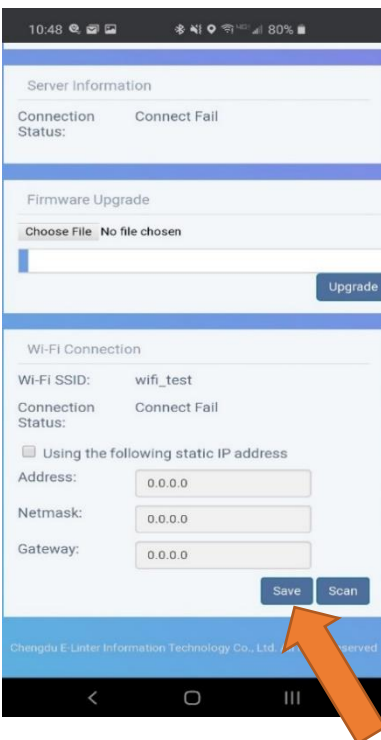 10:48 80%
Server Information
Connection Status: Connect Fail
Firmware Upgrade
Choose File No file chosen
Upgrade
Wi-Fi Connection
Wi-Fi SSID: wifi_test
Connection Status: Connect Fail
Using the following static IP address
Address: 0.0.0.0
Netmask: 0.0.0.0
Gateway: 0.0.0.0
Save Scan
Chengdu E-Linter Information Technology Co., Ltd.